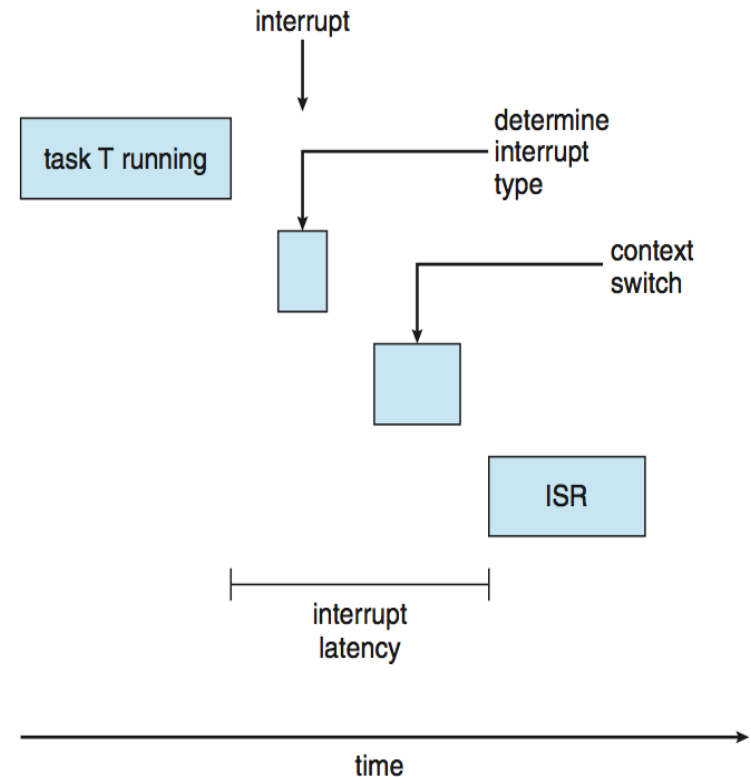 interrupt
task T running
determine
interrupt
type
context
switch
ISR
interrupt
latency
time